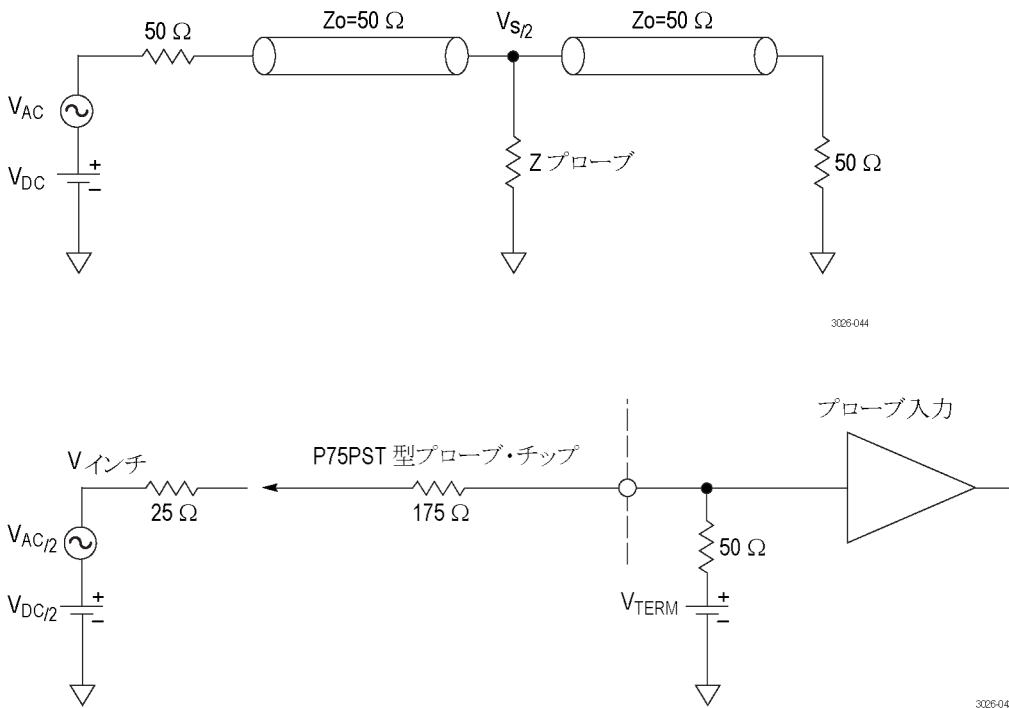 50 Ω
Zo=50 Ω
VS/2
Zo=50 Ω
VAC
VDC
+
−
Z プローブ
50 Ω
3026-044
プローブ入力
V インチ
P75PST 型プローブ・チップ
25 Ω
175 Ω
VAC/2
50 Ω
VDC/2
+
−
VTERM
+
−